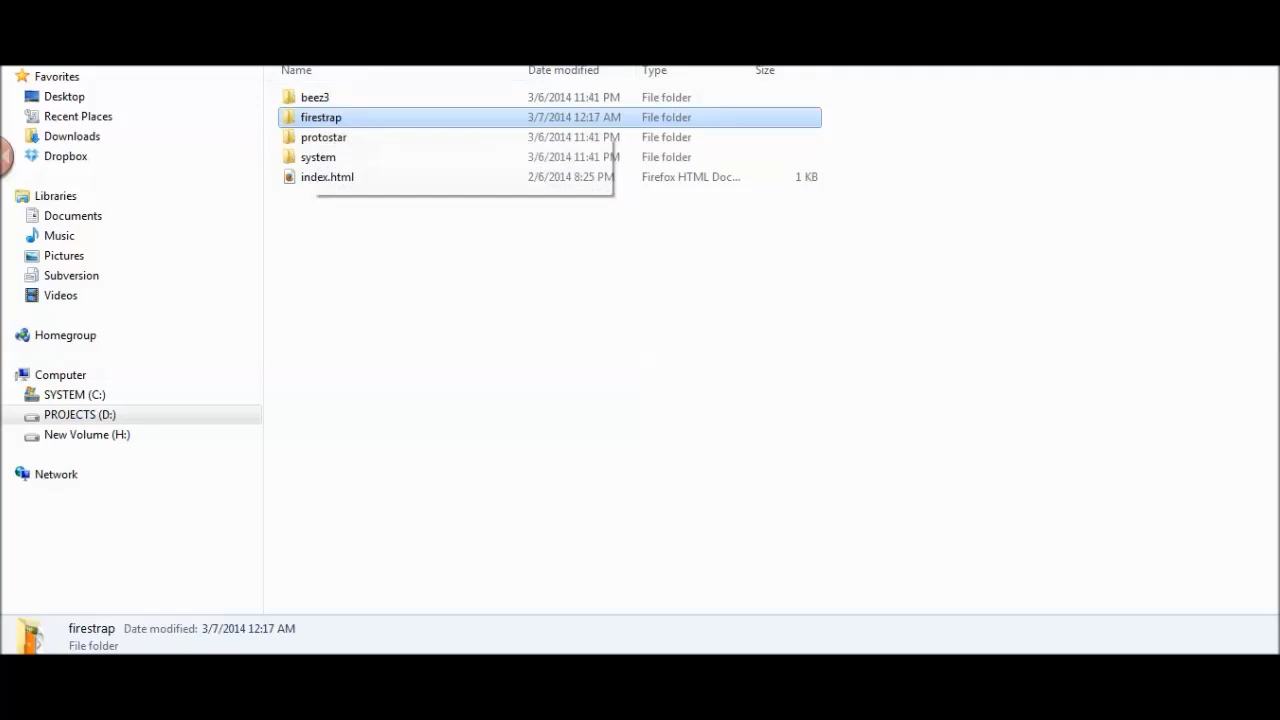 Name Date modified Type Size
Favorites
Desktop
Recent Places
Downloads
Dropbox
Libraries
Documents
Music
Pictures
Subversion
Videos
Homegroup
Computer
SYSTEM (C:)
PROJECTS (D:)
New Volume (H:)
Network
beez3 3/6/2014 11:41 PM File folder
firestrap 3/7/2014 12:17 AM File folder
protostar 3/6/2014 11:41 PM File folder
system 3/6/2014 11:41 PM File folder
index.html 2/6/2014 8:25 PM Firefox HTML Doc... 1 KB
firestrap Date modified: 3/7/2014 12:17 AM
File folder